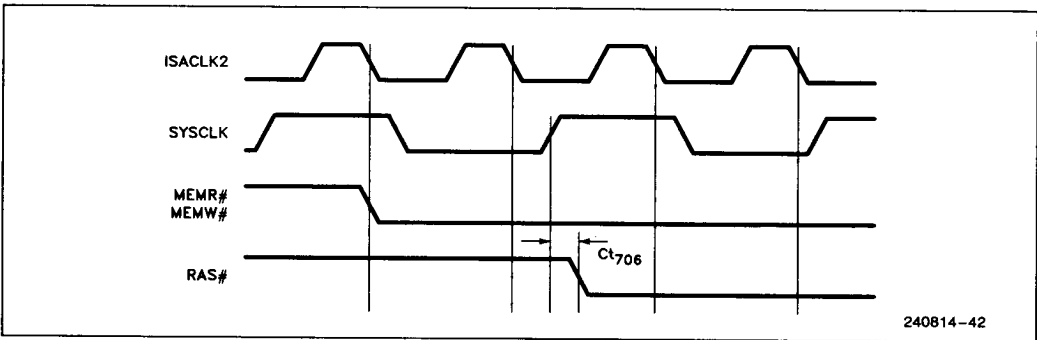 ISACLK2
SYSCLK
MEMR#
MEMW#
Ct706
RAS#
240814-42